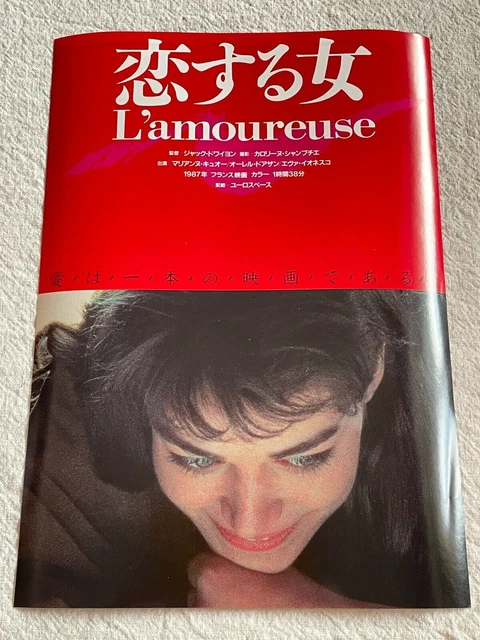 恋する女
L'amoureuse
監督 ジャック・ドワイヨン 撮影 カロリーヌ・シャンプチエ
出演 マリアンヌ・キュオー/オーレル・ドアザン エヴァ・イオネスコ
1987年 フランス映画 カラー 1時間38分
配給 ユーロスペース
愛・は・一・本・の・映・画・で・あ・る・